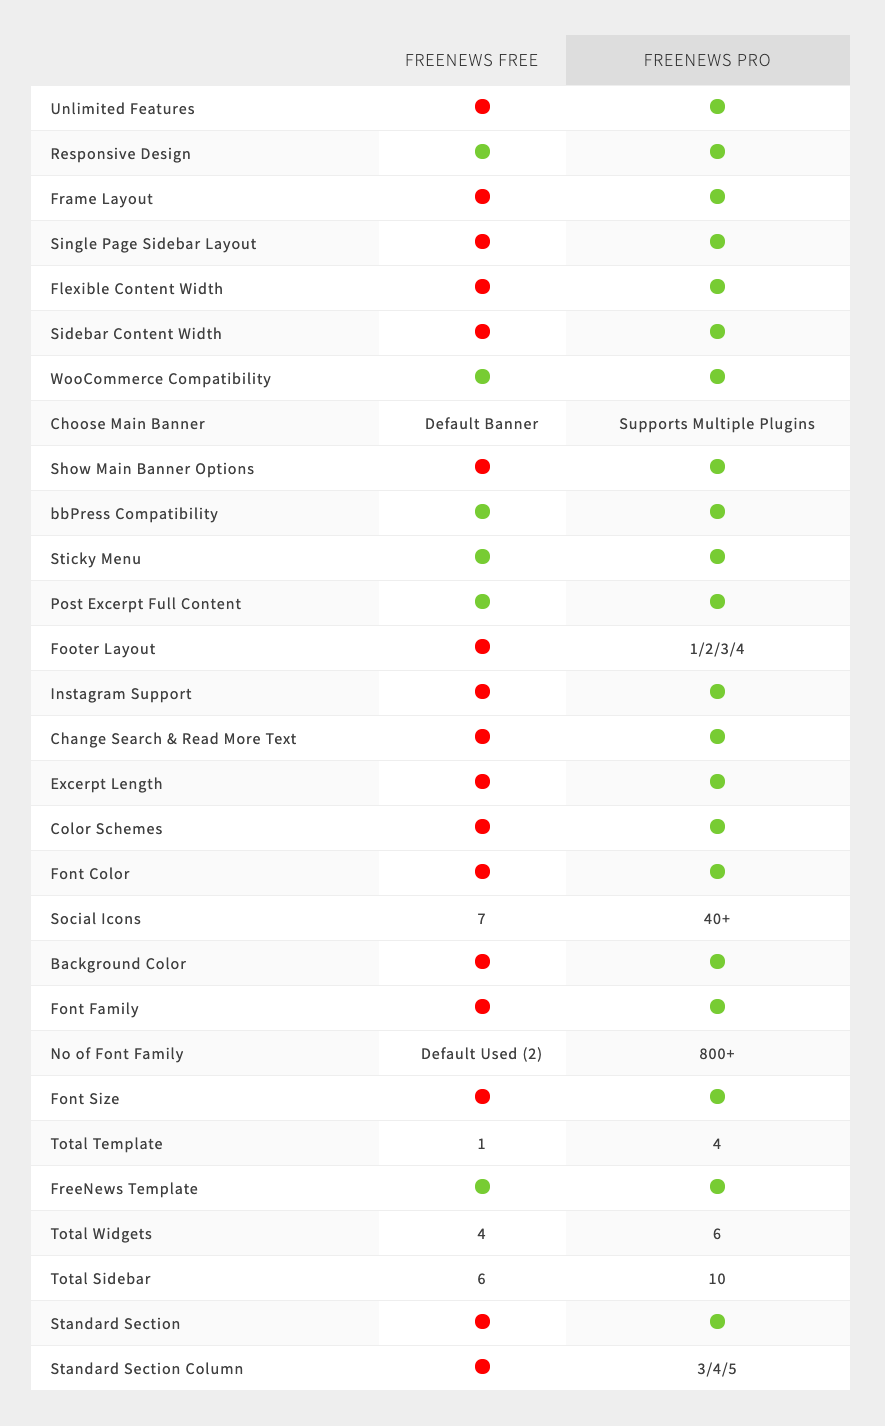 FREENEWS FREE FREENEWS PRO
Unlimited Features
Responsive Design
Frame Layout
Single Page Sidebar Layout
Flexible Content Width
Sidebar Content Width
WooCommerce Compatibility
Choose Main Banner Default Banner Supports Multiple Plugins
Show Main Banner Options
bbPress Compatibility
Sticky Menu
Post Excerpt Full Content
Footer Layout 1/2/3/4
Instagram Support
Change Search & Read More Text
Excerpt Length
Color Schemes
Font Color
Social Icons 7 40+
Background Color
Font Family
No of Font Family Default Used (2) 800+
Font Size
Total Template 1 4
FreeNews Template
Total Widgets 4 6
Total Sidebar 6 10
Standard Section
Standard Section Column 3/4/5